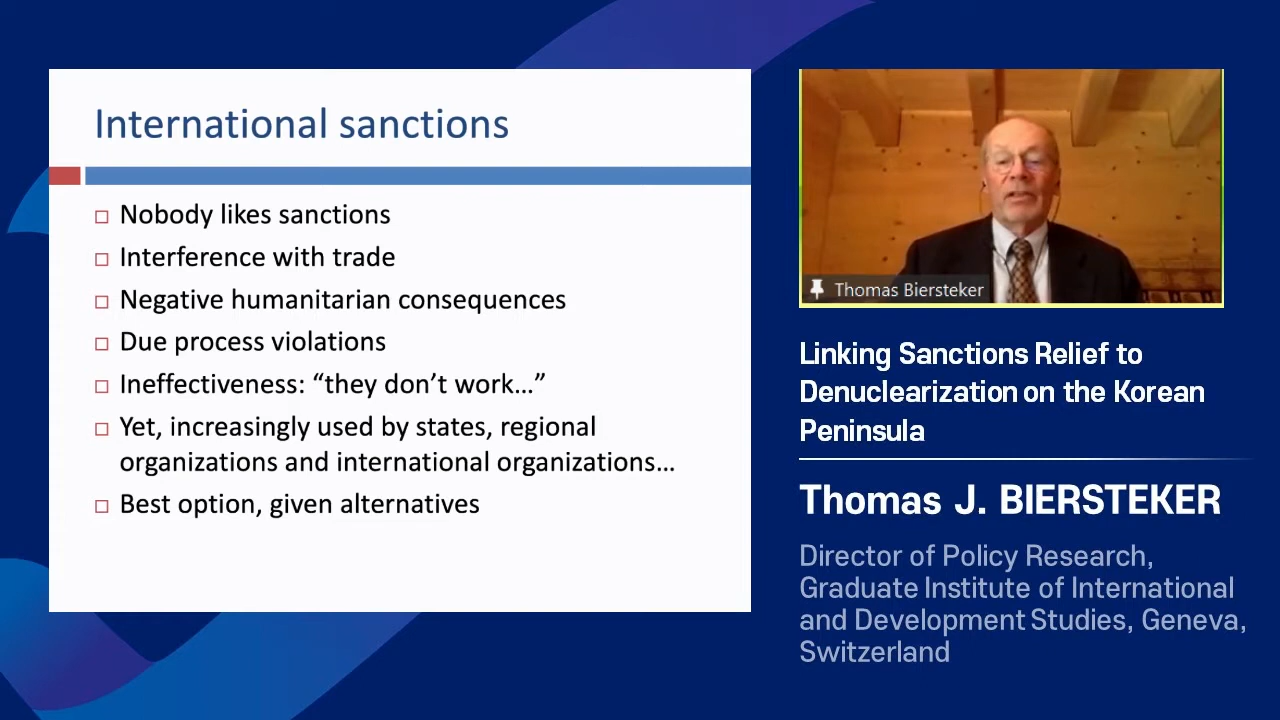 International sanctions
Nobody likes sanctions
Interference with trade
Negative humanitarian consequences
Due process violations
Ineffectiveness: “they don’t work…”
Yet, increasingly used by states, regional
organizations and international organizations…
Best option, given alternatives
Thomas Biersteker
Linking Sanctions Relief to
Denuclearization on the Korean
Peninsula
Thomas J. BIERSTEKER
Director of Policy Research,
Graduate Institute of International
and Development Studies, Geneva,
Switzerland